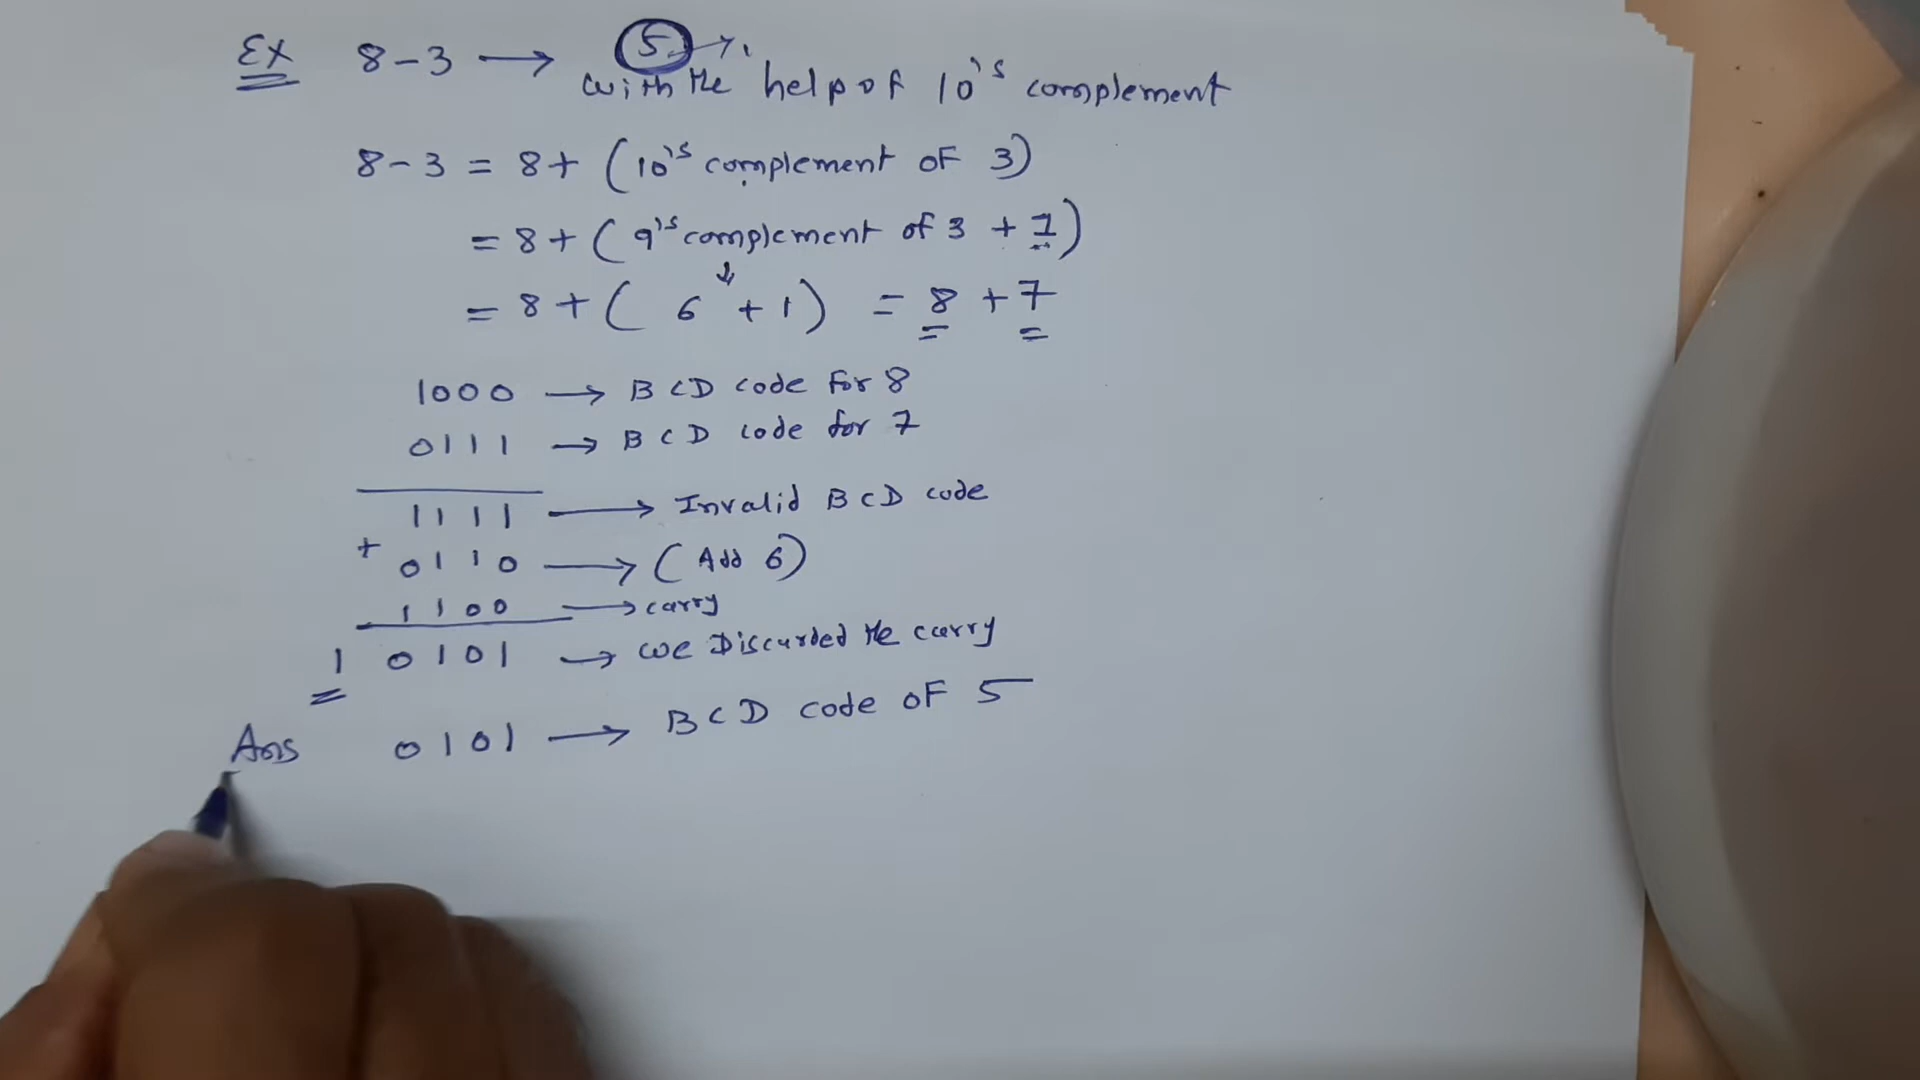 Ex 8-3 → 5 →
with the help of 10's complement
8-3 = 8+ (10's complement of 3)
= 8+ (9's complement of 3 + 1)
↓
= 8+ ( 6 + 1) = 8 + 7
1000 → BCD code For 8
0111 → BCD code for 7
1111 → Invalid BCD code
+ 0110 → (Add 6)
1100 → carry
1 0101 → we Discurded the carry
Ans 0101 → BCD code OF 5